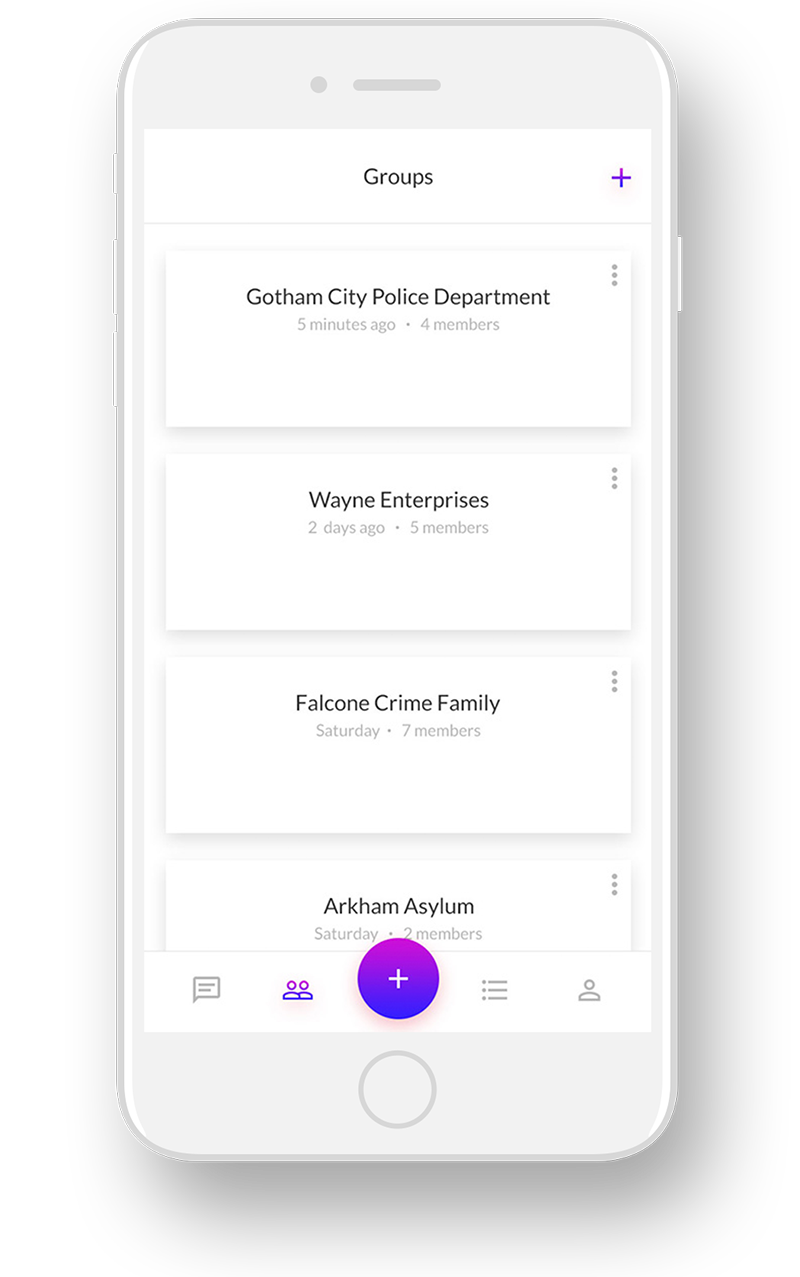 Groups
Gotham City Police Department
5 minutes ago · 4 members
Wayne Enterprises
2 days ago · 5 members
Falcone Crime Family
Saturday · 7 members
Arkham Asylum
Saturday · 2 members